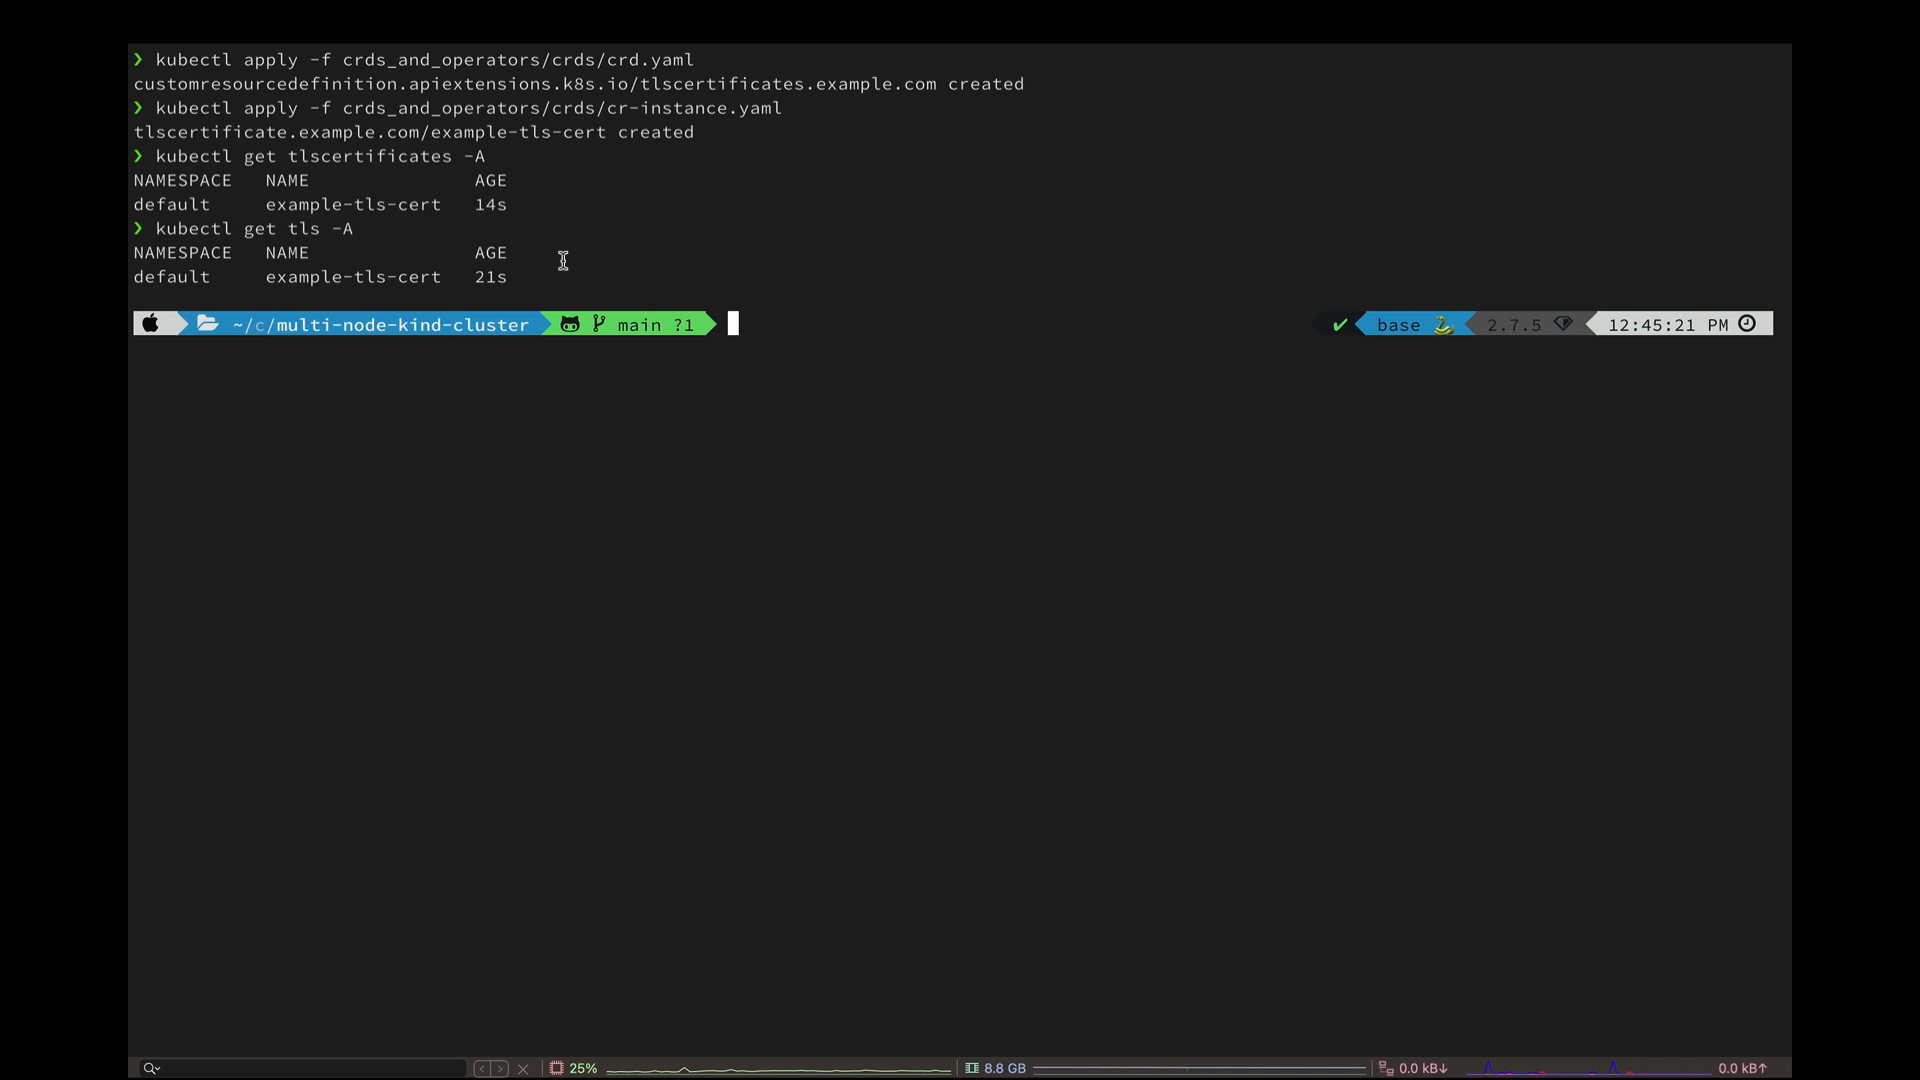 ❯ kubectl apply -f crds_and_operators/crds/crd.yaml
customresourcedefinition.apiextensions.k8s.io/tlscertificates.example.com created
❯ kubectl apply -f crds_and_operators/crds/cr-instance.yaml
tlscertificate.example.com/example-tls-cert created
❯ kubectl get tlscertificates -A
NAMESPACE   NAME               AGE
default     example-tls-cert   14s
❯ kubectl get tls -A
NAMESPACE   NAME               AGE
default     example-tls-cert   21s
~/c/multi-node-kind-cluster main ?1 ✔ base 2.7.5 12:45:21 PM
25% 8.8 GB 0.0 kB↓ 0.0 kB↑